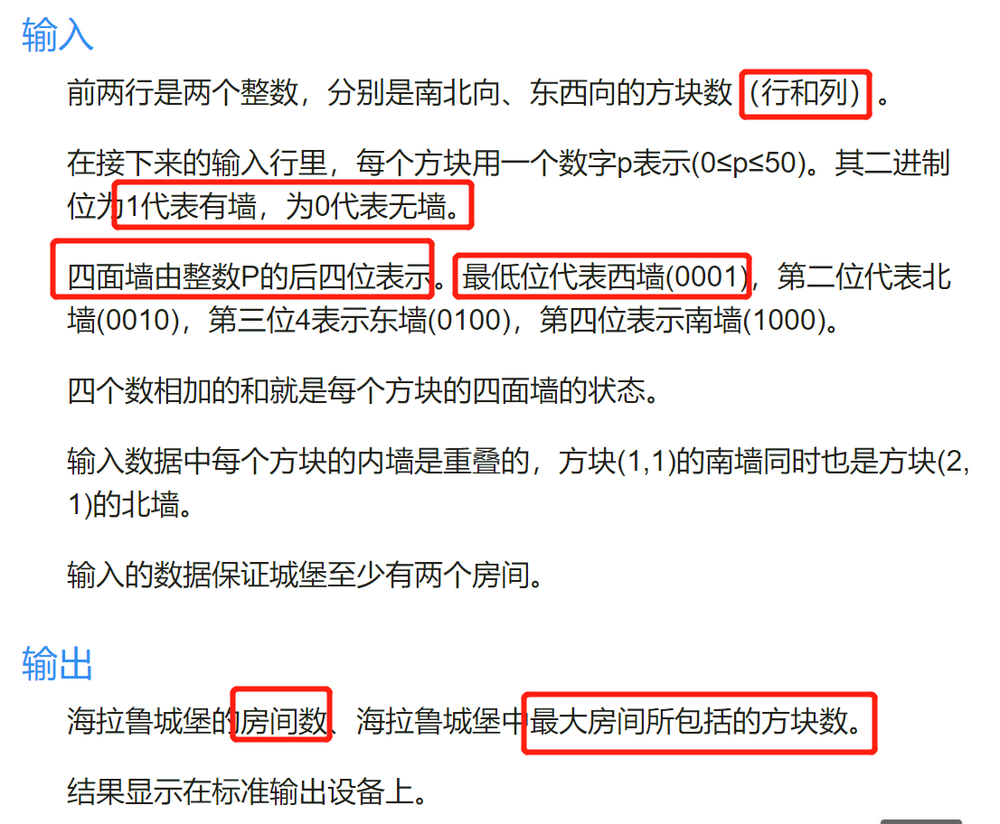 输入
前两行是两个整数，分别是南北向、东西向的方块数（行和列）。
在接下来的输入行里，每个方块用一个数字p表示(0≤p≤50)。其二进制
位为1代表有墙，为0代表无墙。
四面墙由整数P的后四位表示。最低位代表西墙(0001)，第二位代表北
墙(0010)，第三位4表示东墙(0100)，第四位表示南墙(1000)。
四个数相加的和就是每个方块的四面墙的状态。
输入数据中每个方块的内墙是重叠的，方块(1,1)的南墙同时也是方块(2,
1)的北墙。
输入的数据保证城堡至少有两个房间。
输出
海拉鲁城堡的房间数、海拉鲁城堡中最大房间所包括的方块数。
结果显示在标准输出设备上。